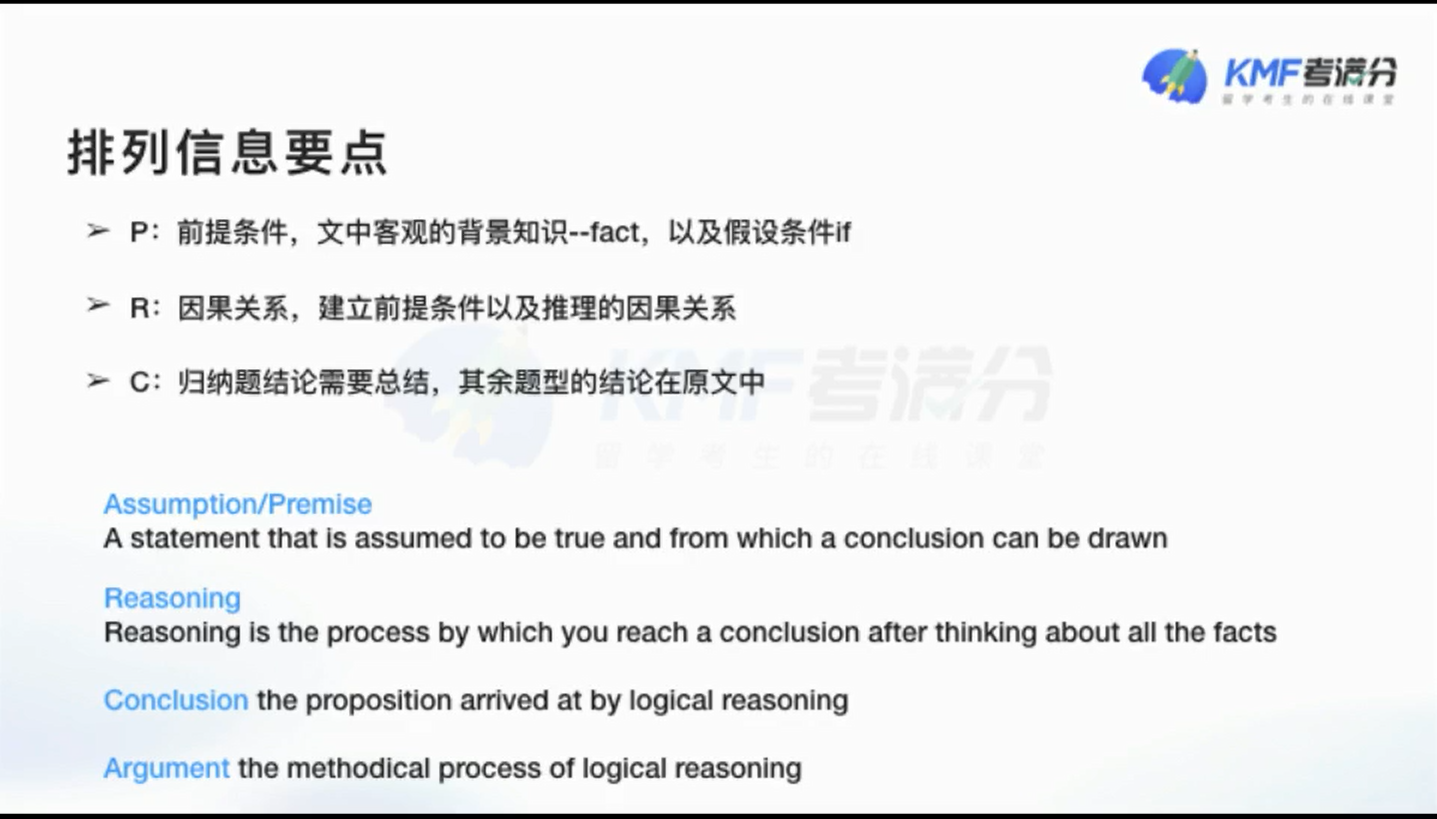 KMF考满分
留学考生的在线课堂
排列信息要点
➢ P：前提条件，文中客观的背景知识--fact，以及假设条件if
➢ R：因果关系，建立前提条件以及推理的因果关系
➢ C：归纳题结论需要总结，其余题型的结论在原文中
KMF考满分
留学考生的在线课堂
Assumption/Premise
A statement that is assumed to be true and from which a conclusion can be drawn
Reasoning
Reasoning is the process by which you reach a conclusion after thinking about all the facts
Conclusion the proposition arrived at by logical reasoning
Argument the methodical process of logical reasoning